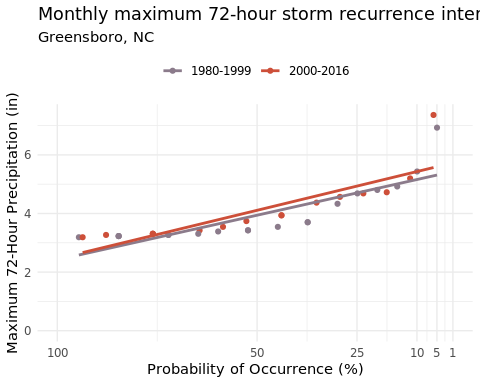 Monthly maximum 72-hour storm recurrence inter
Greensboro, NC
1980-1999 2000-2016
Maximum 72-Hour Precipitation (in)
6
4
2
0
100 50 25 10 5 1
Probability of Occurrence (%)